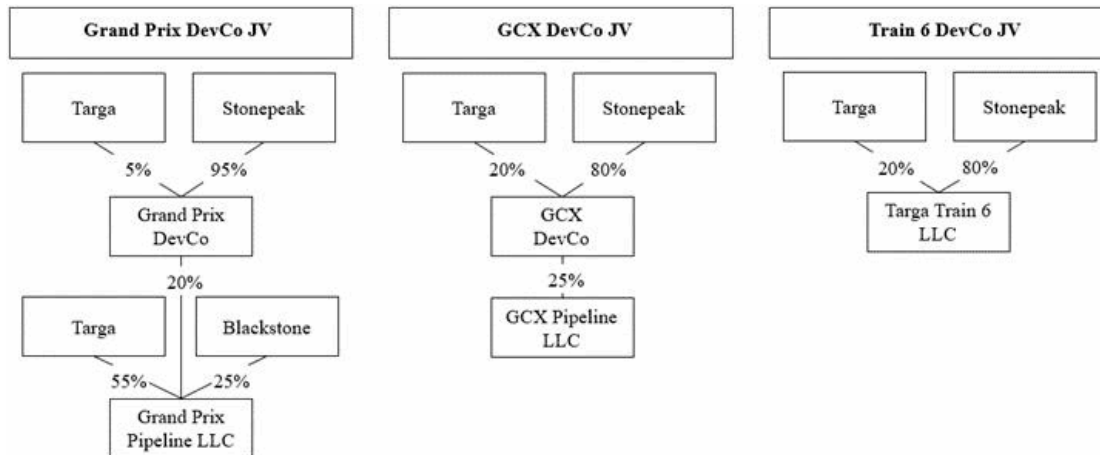 Grand Prix DevCo JV
Targa
Stonepeak
5%
95%
Grand Prix
DevCo
20%
Targa
Blackstone
55%
25%
Grand Prix
Pipeline LLC
GCX DevCo JV
Targa
Stonepeak
20%
80%
GCX
DevCo
25%
GCX Pipeline
LLC
Train 6 DevCo JV
Targa
Stonepeak
20%
80%
Targa Train 6
LLC